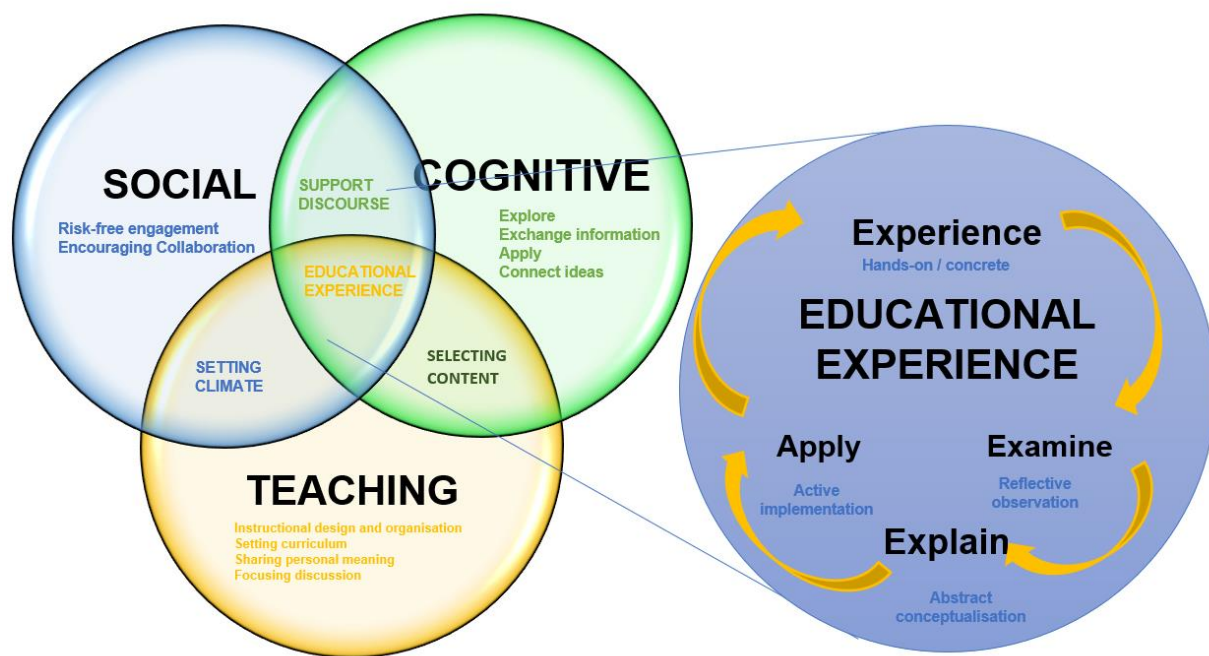 SOCIAL
Risk-free engagement
Encouraging Collaboration
SUPPORT
DISCOURSE
COGNITIVE
Explore
Exchange information
Apply
Connect ideas
EDUCATIONAL
EXPERIENCE
SETTING
CLIMATE
SELECTING
CONTENT
TEACHING
Instructional design and organisation
Setting curriculum
Sharing personal meaning
Focusing discussion
Experience
Hands-on / concrete
EDUCATIONAL
EXPERIENCE
Apply
Active
implementation
Examine
Reflective
observation
Explain
Abstract
conceptualisation